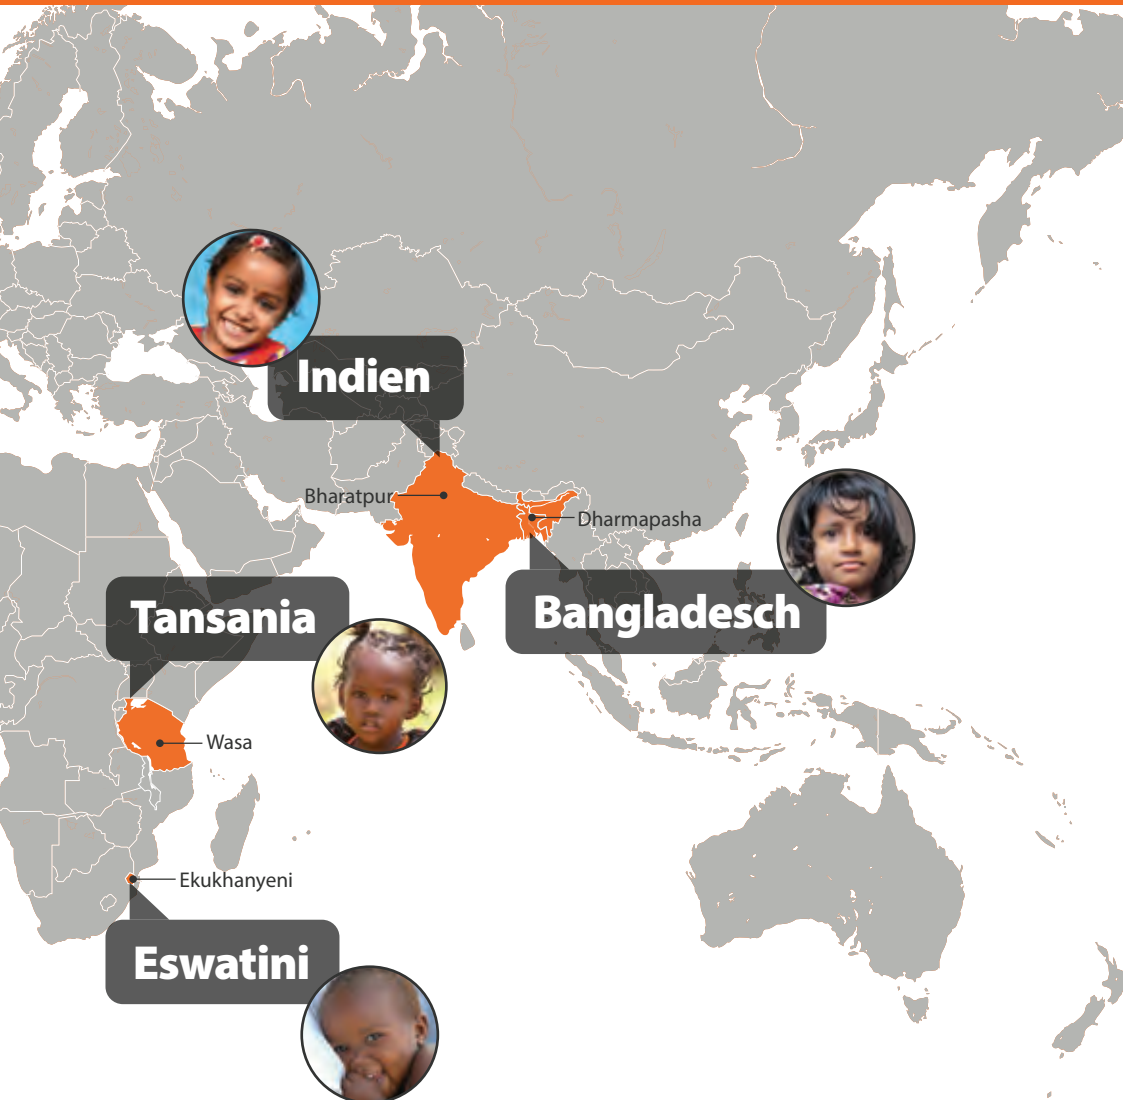 Indien
Bharatpur
Dharmapasha
Bangladesch
Tansania
Wasa
Ekukhanyeni
Eswatini